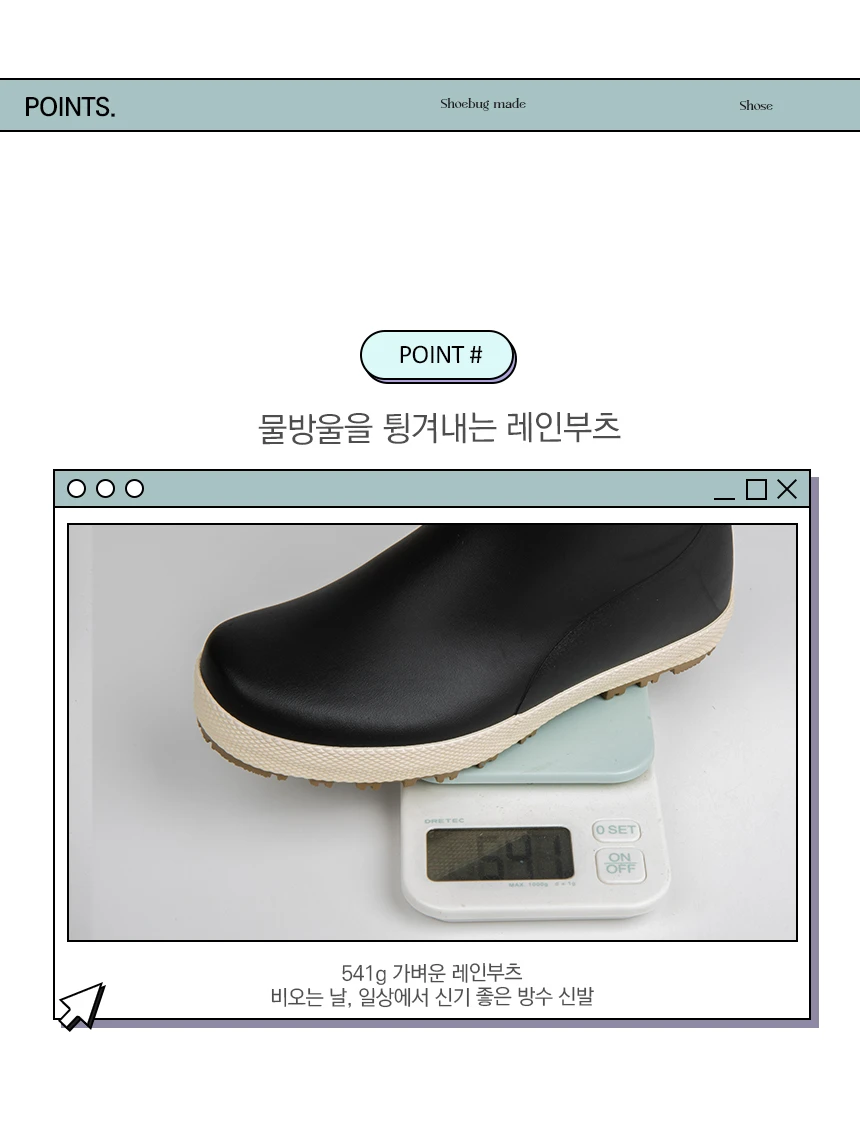 POINTS.
Shoebug made
Shose
POINT #
물방울을 튕겨내는 레인부츠
DRETEC
541
0 SET
ON
OFF
MAX. 1000g d = 1g
541g 가벼운 레인부츠
비오는 날, 일상에서 신기 좋은 방수 신발